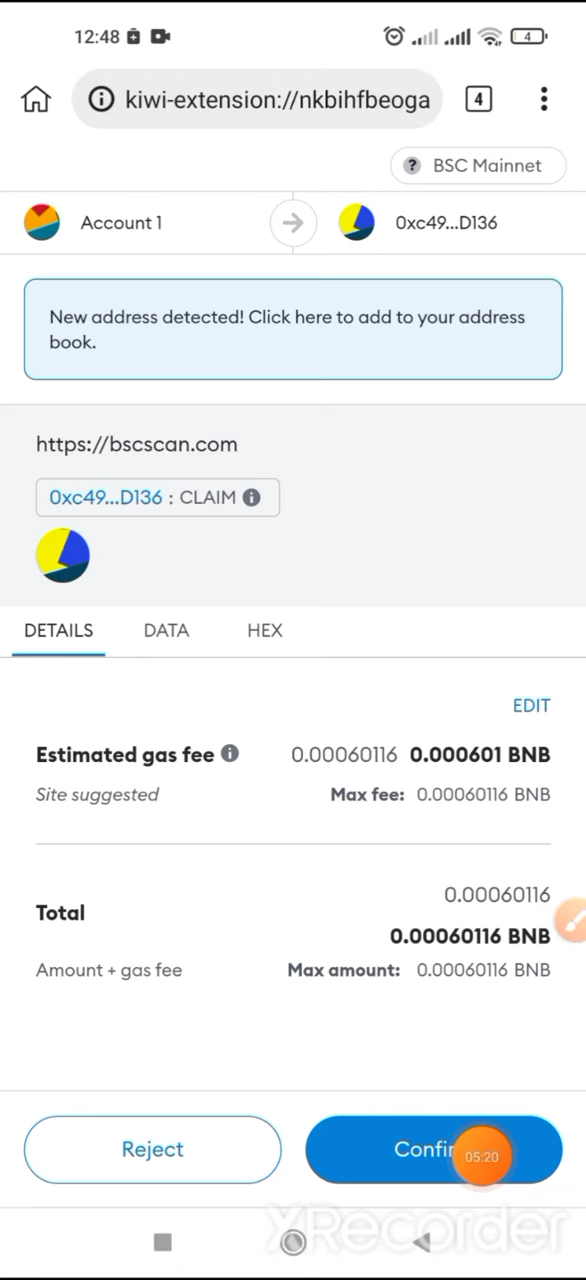 12:48
4
kiwi-extension://nkbihfbeoga
4
? BSC Mainnet
Account 1
0xc49...D136
New address detected! Click here to add to your address
book.
https://bscscan.com
0xc49...D136 : CLAIM
DETAILS
DATA
HEX
EDIT
Estimated gas fee 0.00060116 0.000601 BNB
Site suggested Max fee: 0.00060116 BNB
0.00060116
Total
0.00060116 BNB
Amount + gas fee Max amount: 0.00060116 BNB
Reject
Confir
05:20
XRecorder